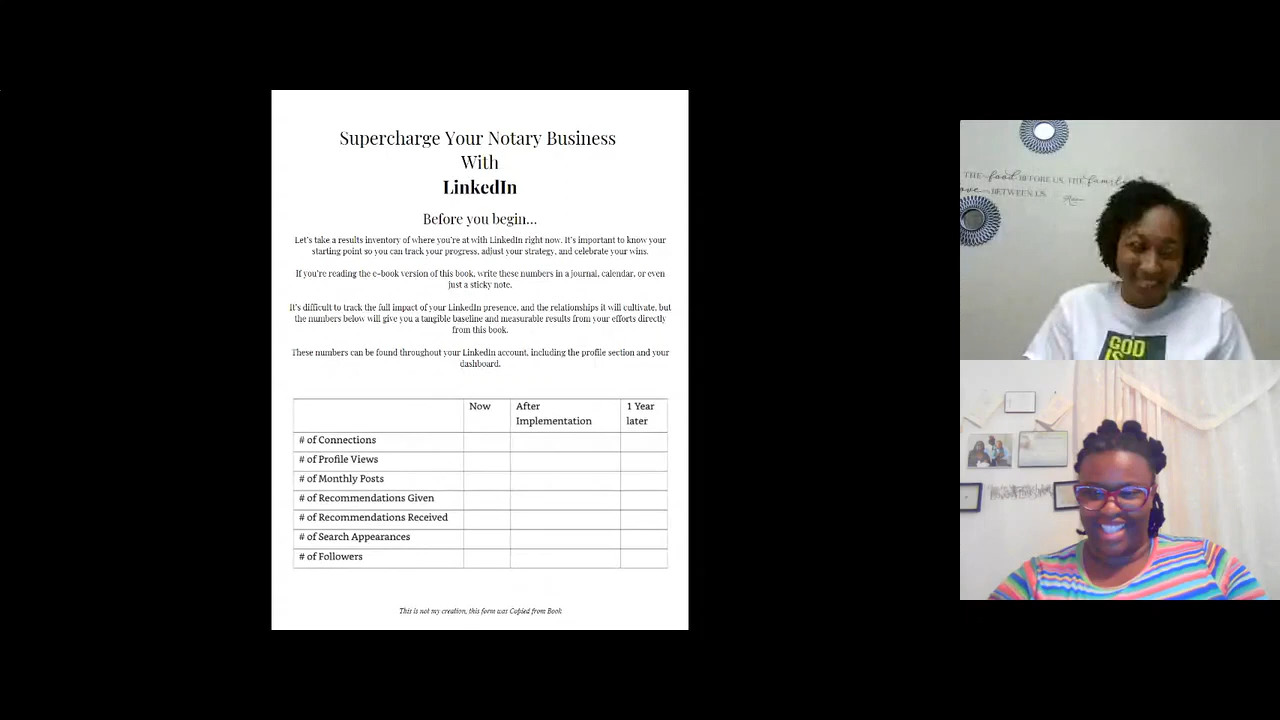 Supercharge Your Notary Business
With
LinkedIn
Before you begin...
Let's take a results inventory of where you're at with LinkedIn right now. It's important to know your
starting point so you can track your progress, adjust your strategy, and celebrate your wins.
If you're reading the e-book version of this book, write these numbers in a journal, calendar, or even
just a sticky note.
It's difficult to track the full impact of your LinkedIn presence, and the relationships it will cultivate, but
the numbers below will give you a tangible baseline and measurable results from your efforts directly
from this book.
These numbers can be found throughout your LinkedIn account, including the profile section and your
dashboard.
Now After 1 Year
Implementation later
# of Connections
# of Profile Views
# of Monthly Posts
# of Recommendations Given
# of Recommendations Received
# of Search Appearances
# of Followers
This is not my creation, this form was Copied from Book
THE food BEFORE US, THE
BETWEEN US.
GOD
IS